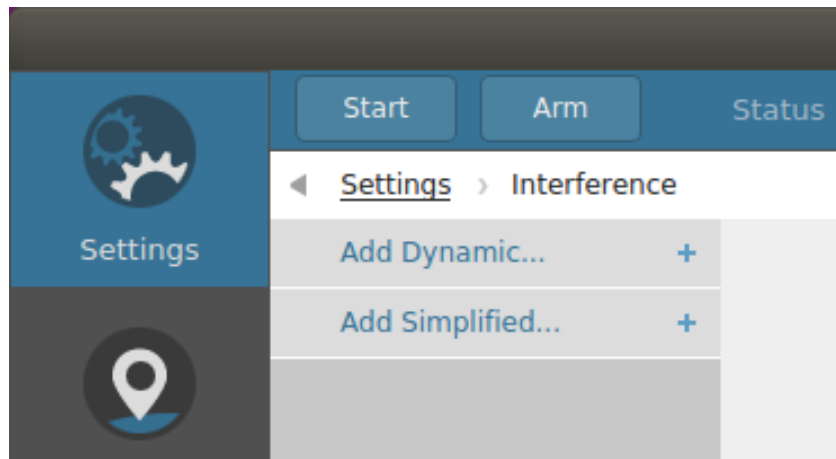 Start Arm Status
Settings › Interference
Settings
Add Dynamic... +
Add Simplified... +